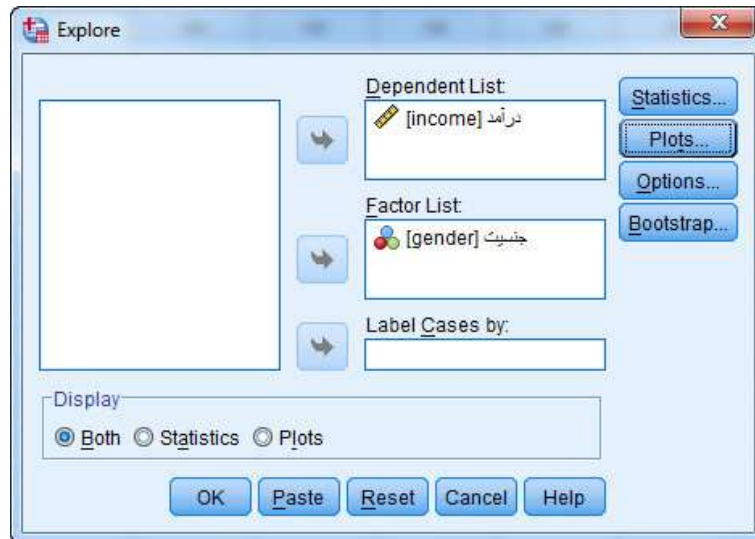 Explore
Dependent List:
درآمد [income]
Factor List:
جنسیت [gender]
Label Cases by:
Statistics...
Plots...
Options...
Bootstrap...
Display
Both Statistics Plots
OK Paste Reset Cancel Help